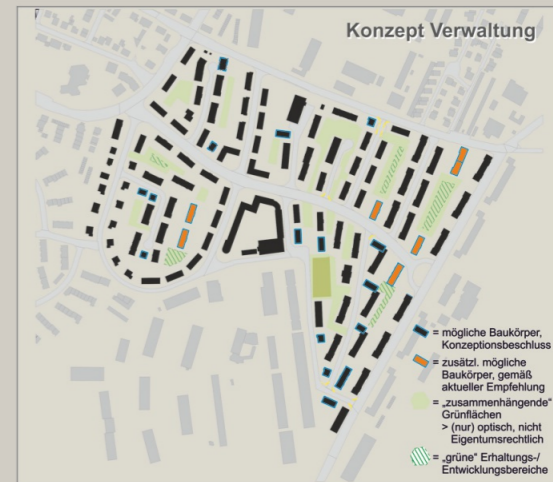 Konzept Verwaltung
= mögliche Baukörper,
Konzeptionsbeschluss
= zusätzl. mögliche
Baukörper, gemäß
aktueller Empfehlung
= „zusammenhängende“
Grünflächen
> (nur) optisch, nicht
Eigentumsrechtlich
= „grüne“ Erhaltungs-/
Entwicklungsbereiche